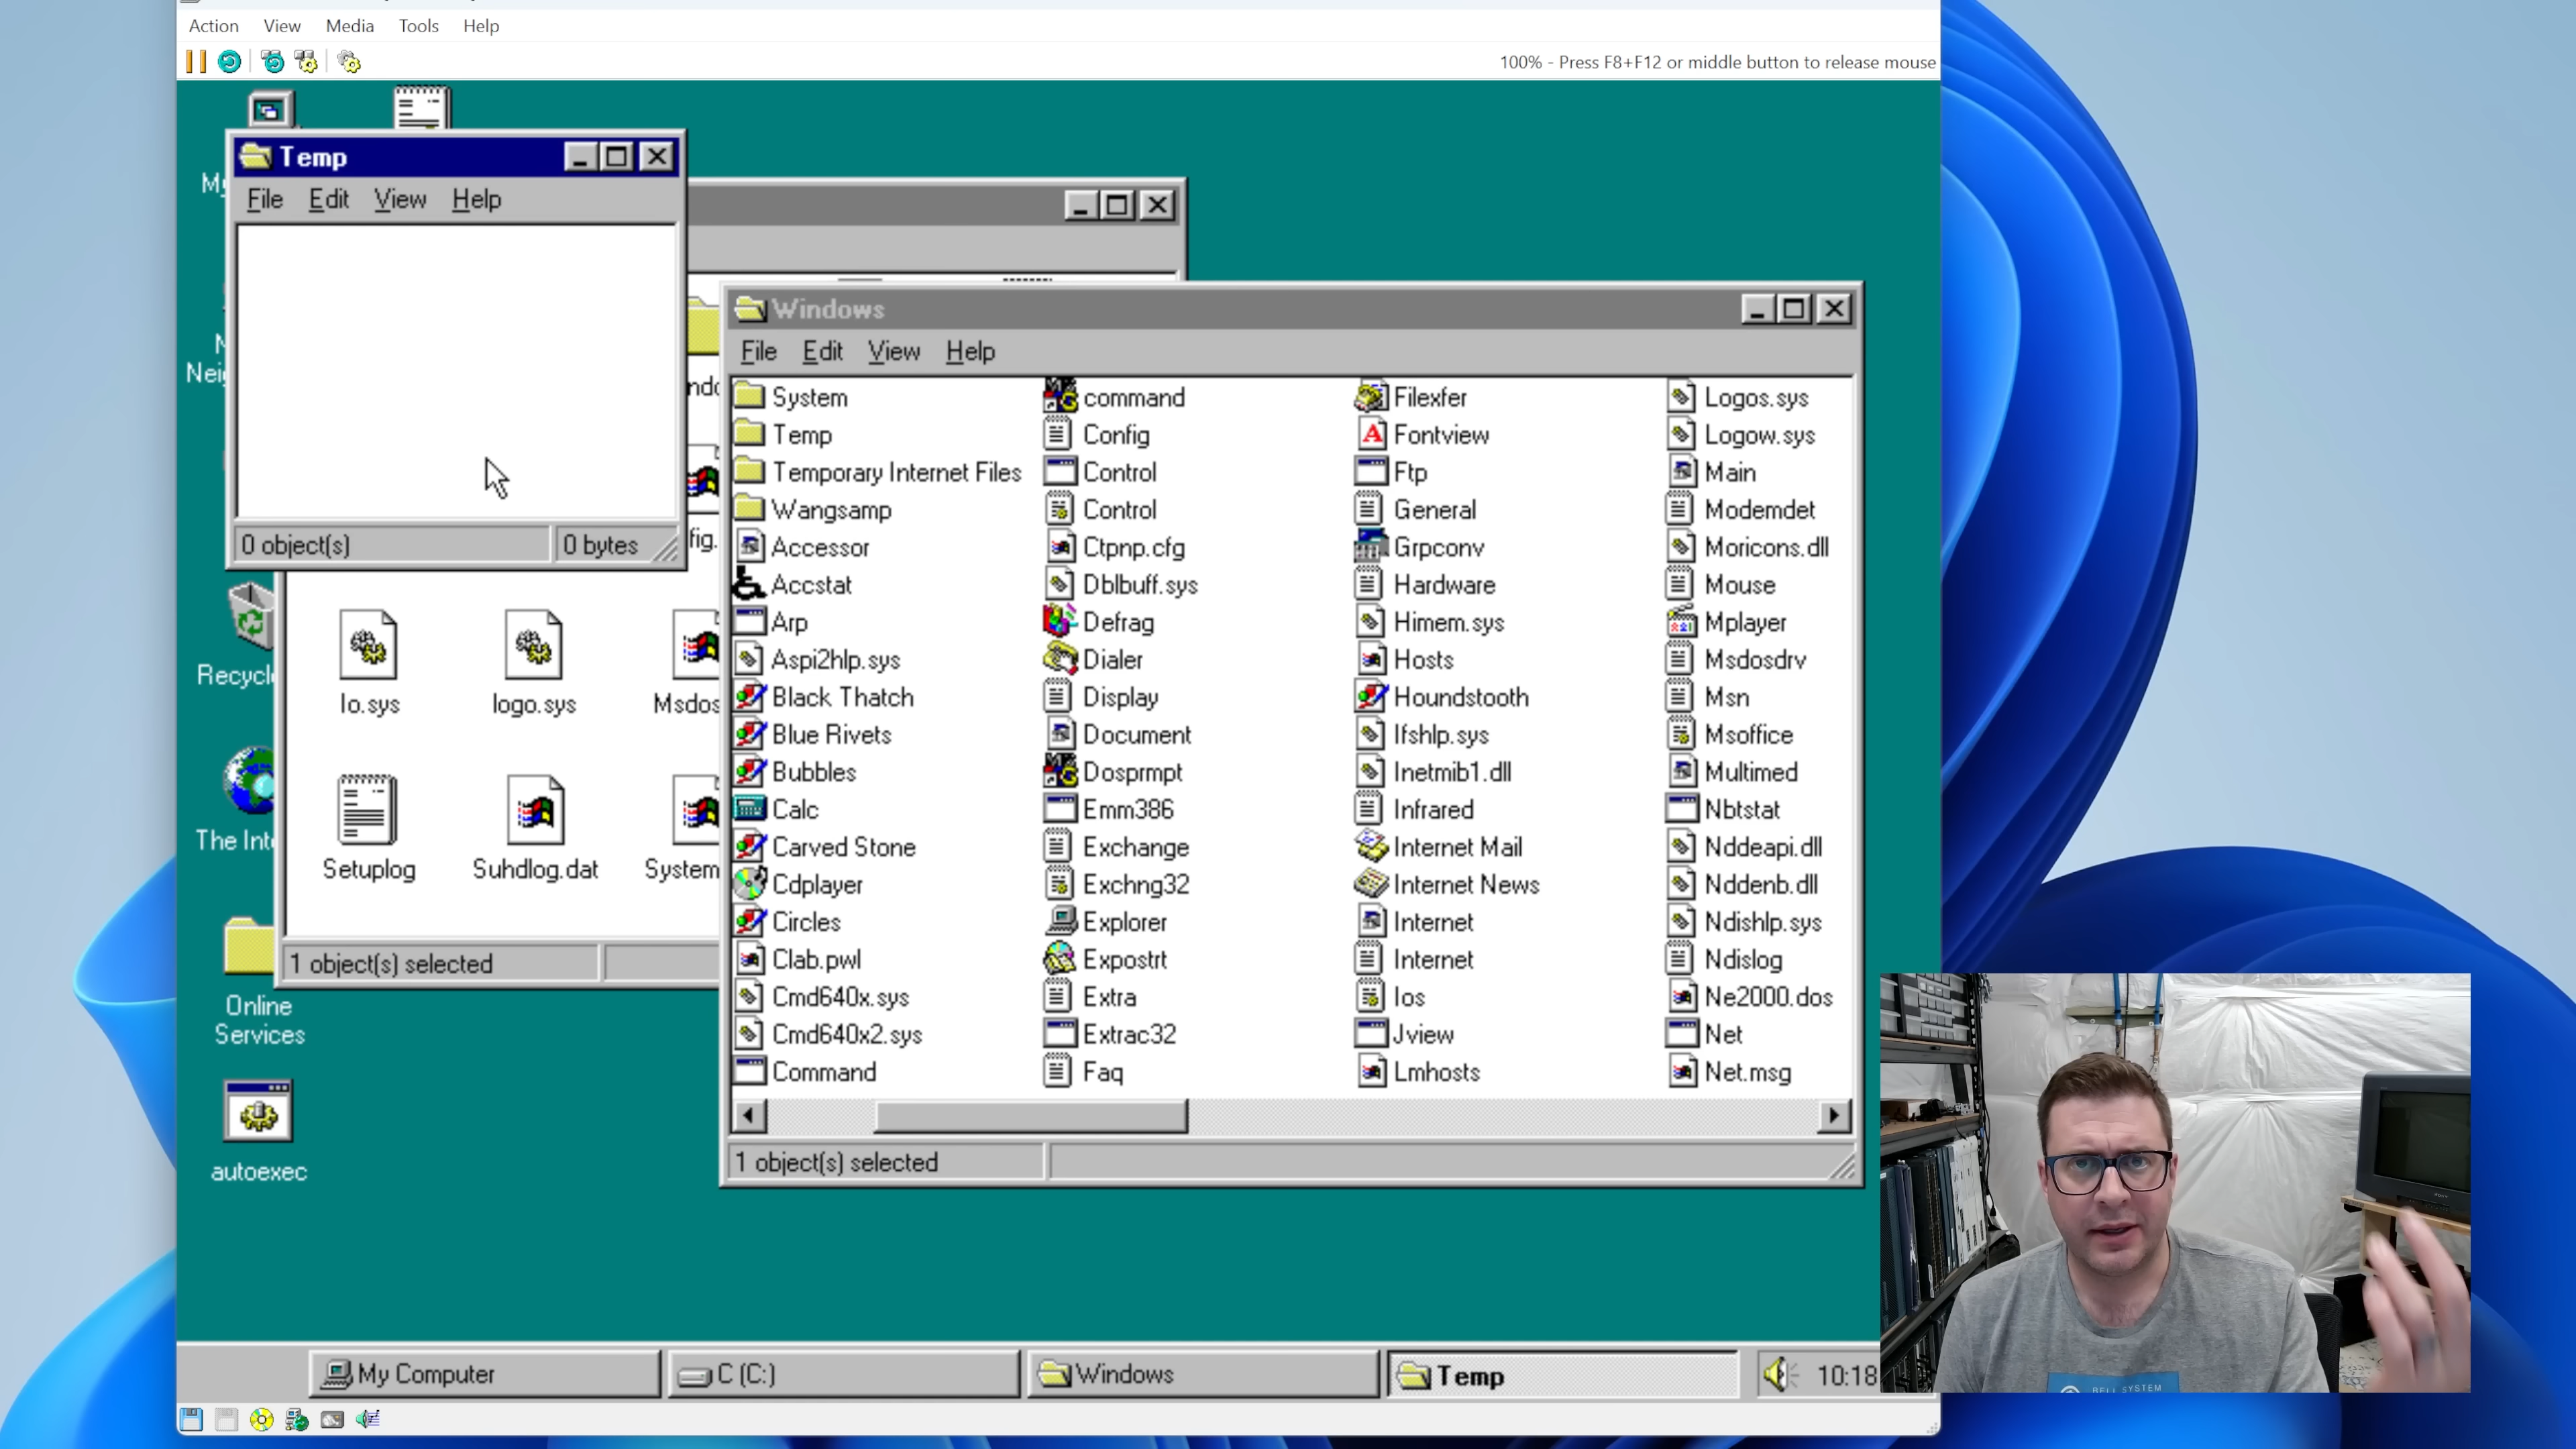 Action View Media Tools Help
100% - Press F8+F12 or middle button to release mouse
Temp
File Edit View Help
0 object(s) 0 bytes
Recycl
The Int
Online
Services
autoexec
fig.
Io.sys
logo.sys
Msdos
Setuplog
Suhdlog.dat
System
1 object(s) selected
Windows
File Edit View Help
System
Temp
Temporary Internet Files
Wangsamp
Accessor
Accstat
Arp
Aspi2hlp.sys
Black Thatch
Blue Rivets
Bubbles
Calc
Carved Stone
Cdplayer
Circles
Clab.pwl
Cmd640x.sys
Cmd640x2.sys
Command
command
Config
Control
Control
Ctpnp.cfg
Dblbuff.sys
Defrag
Dialer
Display
Document
Dosprmpt
Emm386
Exchange
Exchng32
Explorer
Expostrt
Extra
Extrac32
Faq
Filexfer
Fontview
Ftp
General
Grpconv
Hardware
Himem.sys
Hosts
Houndstooth
Ifshlp.sys
Inetmib1.dll
Infrared
Internet Mail
Internet News
Internet
Internet
Ios
Jview
Lmhosts
Logos.sys
Logow.sys
Main
Modemdet
Moricons.dll
Mouse
Mplayer
Msdosdrv
Msn
Msoffice
Multimed
Nbtstat
Nddeapi.dll
Nddenb.dll
Ndishlp.sys
Ndislog
Ne2000.dos
Net
Net.msg
1 object(s) selected
My Computer
C (C:)
Windows
Temp
10:18
BELL SYSTEM